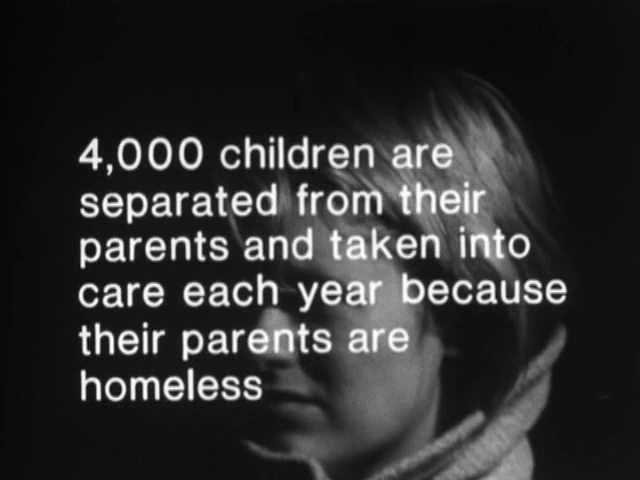 4,000 children are
separated from their
parents and taken into
care each year because
their parents are
homeless